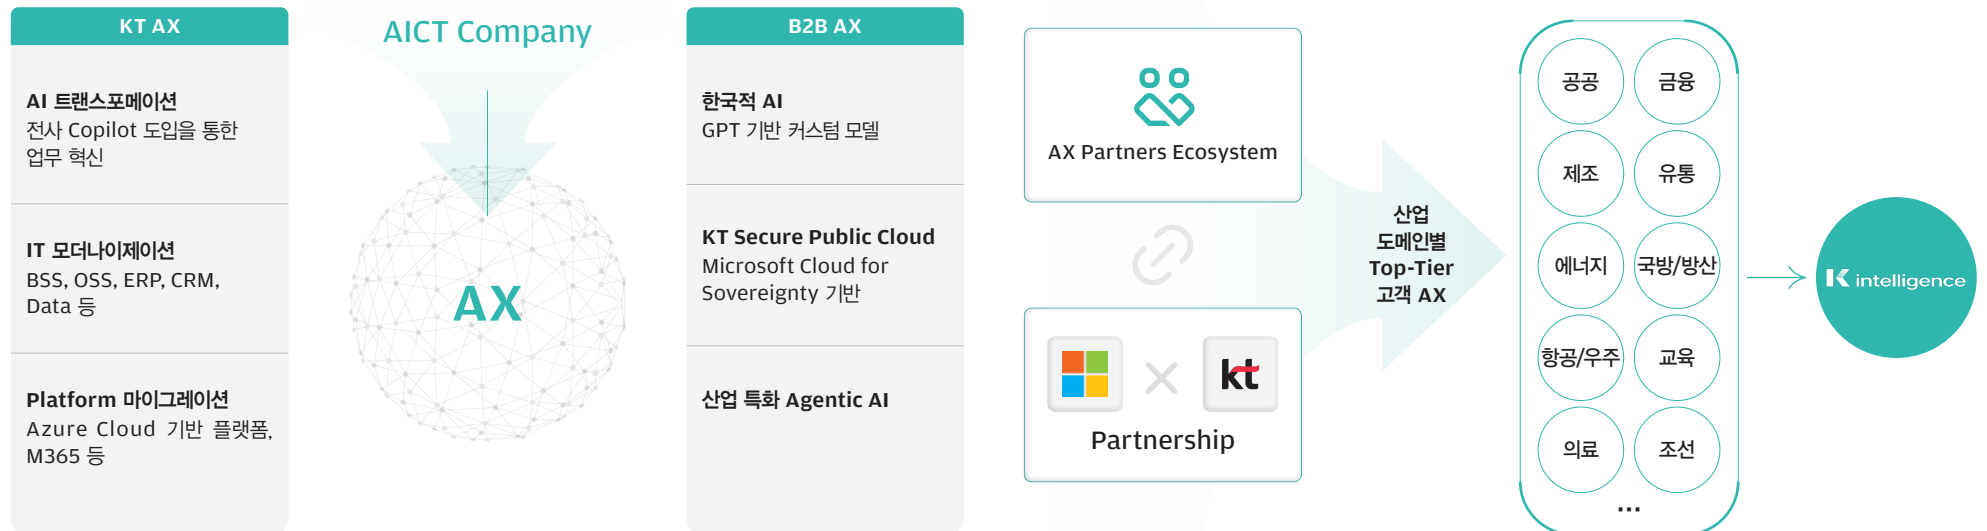 KT AX
AI 트랜스포메이션
전사 Copilot 도입을 통한
업무 혁신
IT 모더나이제이션
BSS, OSS, ERP, CRM,
Data 등
Platform 마이그레이션
Azure Cloud 기반 플랫폼,
M365 등
AICT Company
AX
B2B AX
한국적 AI
GPT 기반 커스텀 모델
KT Secure Public Cloud
Microsoft Cloud for
Sovereignty 기반
산업 특화 Agentic AI
AX Partners Ecosystem
kt
Partnership
산업
도메인별
Top-Tier
고객 AX
공공 금융
제조 유통
에너지 국방/방산
항공/우주 교육
의료 조선
...
K intelligence